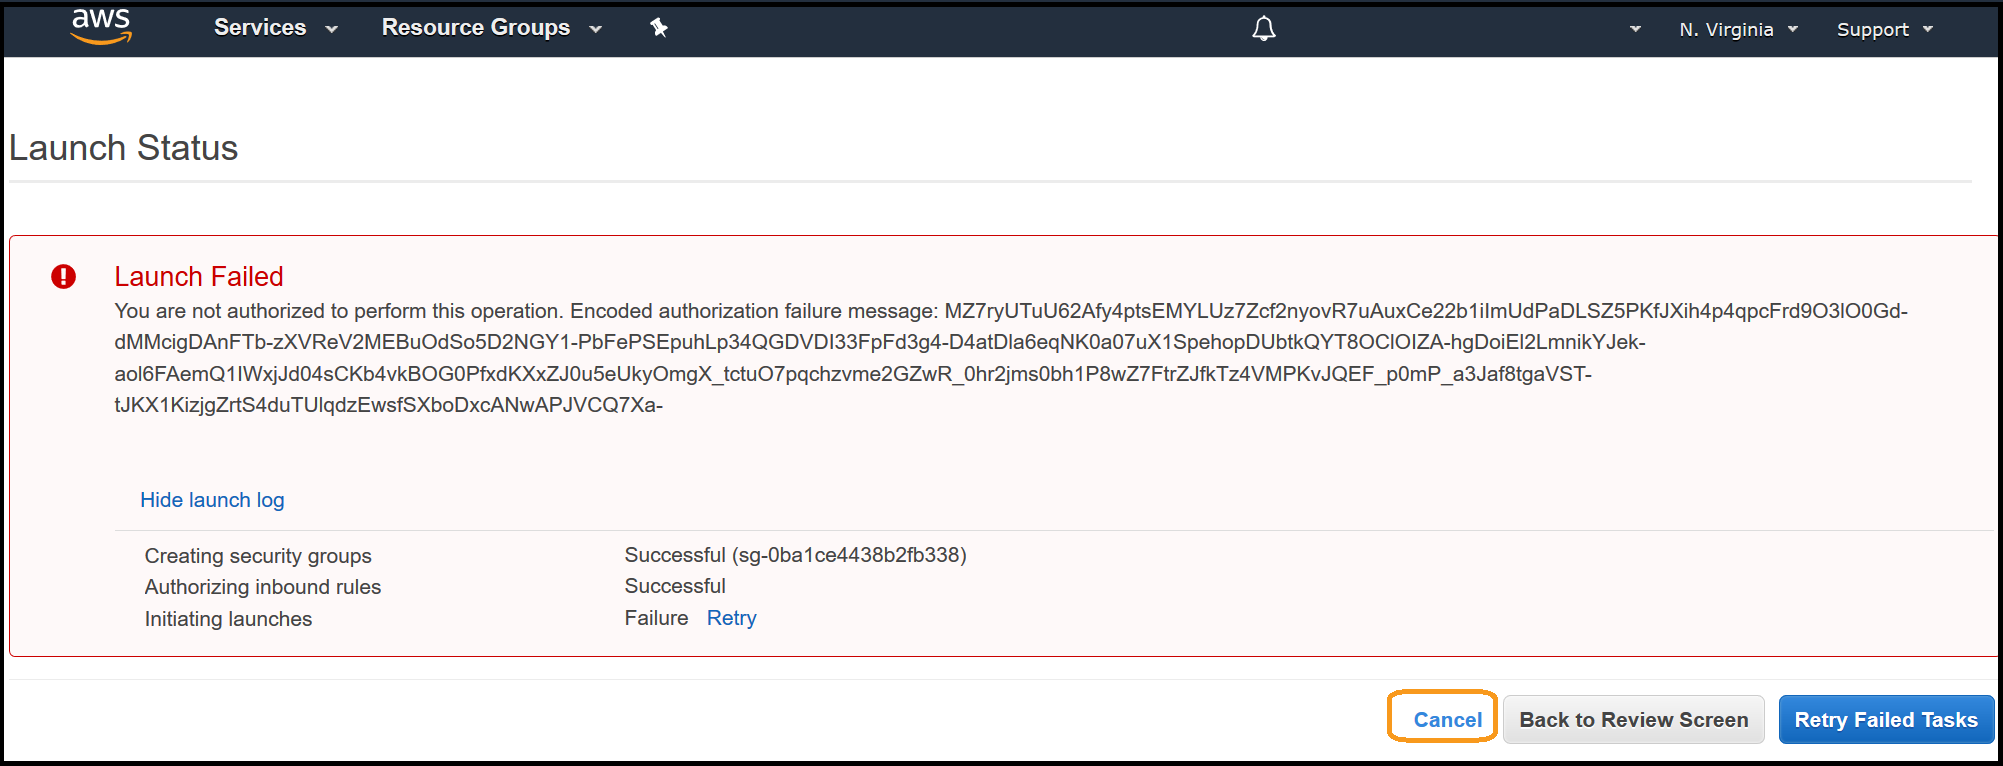 aws
Services
Resource Groups
N. Virginia
Support
Launch Status
Launch Failed
You are not authorized to perform this operation. Encoded authorization failure message: MZ7ryUTuU62Afy4ptsEMYLUz7Zcf2nyovR7uAuxCe22b1iImUdPaDLSZ5PKfJXih4p4qpcFrd9O3lO0Gd-
dMMcigDAnFTb-zXVReV2MEBuOdSo5D2NGY1-PbFePSEpuhLp34QGDVDI33FpFd3g4-D4atDla6eqNK0a07uX1SpehopDUbtkQYT8OClOIZA-hgDoiEl2LmnikYJek-
aol6FAemQ1IWxjJd04sCKb4vkBOG0PfxdKXxZJ0u5eUkyOmgX_tctuO7pqchzvme2GZwR_0hr2jms0bh1P8wZ7FtrZJfkTz4VMPKvJQEF_p0mP_a3Jaf8tgaVST-
tJKX1KizjgZrtS4duTUlqdzEwsfSXboDxcANwAPJVCQ7Xa-
Hide launch log
Creating security groups Successful (sg-0ba1ce4438b2fb338)
Authorizing inbound rules Successful
Initiating launches Failure Retry
Cancel
Back to Review Screen
Retry Failed Tasks